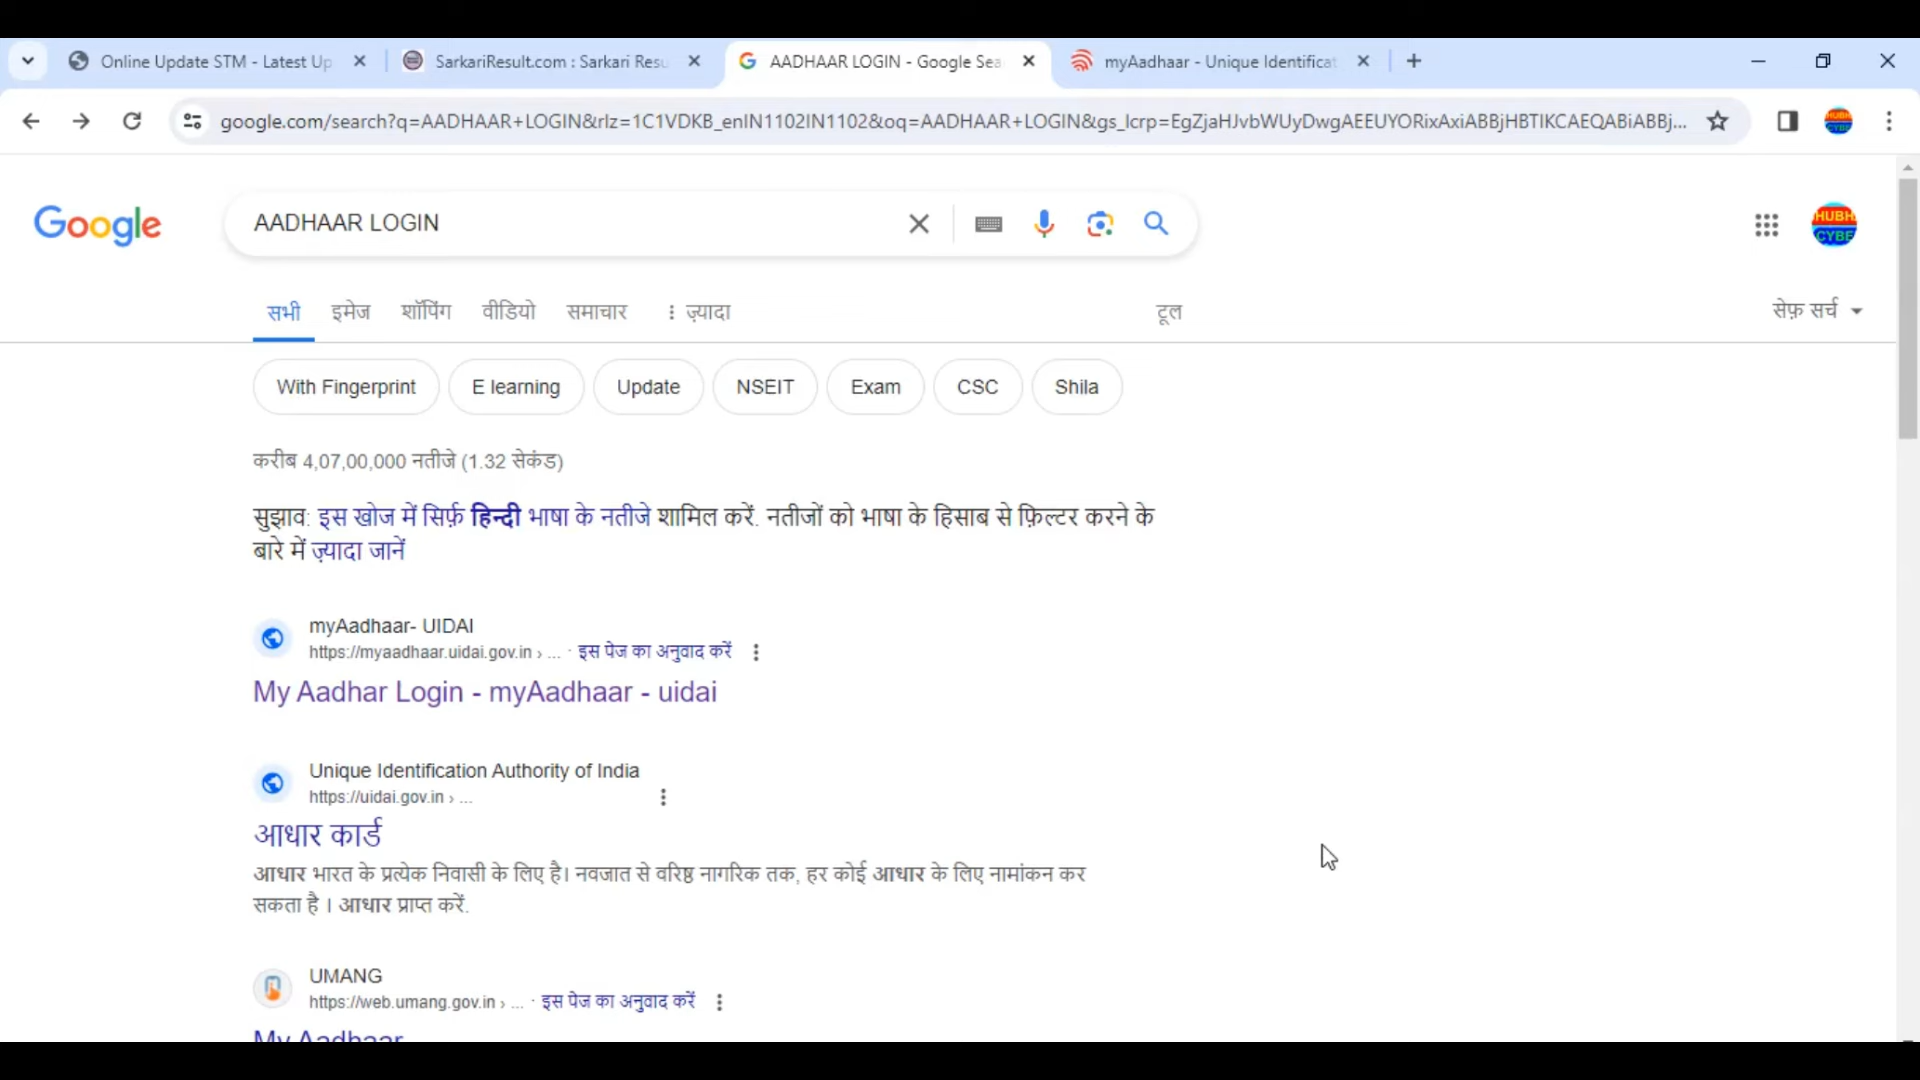 Online Update STM - Latest Up
SarkariResult.com : Sarkari Resu
AADHAAR LOGIN - Google Sea
myAadhaar - Unique Identificat
google.com/search?q=AADHAAR+LOGIN&rlz=1C1VDKB_enIN1102IN1102&oq=AADHAAR+LOGIN&gs_lcrp=EgZjaHJvbWUyDwgAEEUYORixAxiABBjHBTIKCAEQABiABBj...
Google
AADHAAR LOGIN
HUBH
CYBE
सभी इमेज शॉपिंग वीडियो समाचार ज़्यादा टूल सेफ़ सर्च
With Fingerprint E learning Update NSEIT Exam CSC Shila
करीब 4,07,00,000 नतीजे (1.32 सेकंड)
सुझाव: इस खोज में सिर्फ़ हिन्दी भाषा के नतीजे शामिल करें. नतीजों को भाषा के हिसाब से फ़िल्टर करने के
बारे में ज़्यादा जानें
myAadhaar- UIDAI
https://myaadhaar.uidai.gov.in › ... · इस पेज का अनुवाद करें
My Aadhar Login - myAadhaar - uidai
Unique Identification Authority of India
https://uidai.gov.in › ...
आधार कार्ड
आधार भारत के प्रत्येक निवासी के लिए है। नवजात से वरिष्ठ नागरिक तक, हर कोई आधार के लिए नामांकन कर
सकता है । आधार प्राप्त करें.
UMANG
https://web.umang.gov.in › ... · इस पेज का अनुवाद करें
My Aadhaar